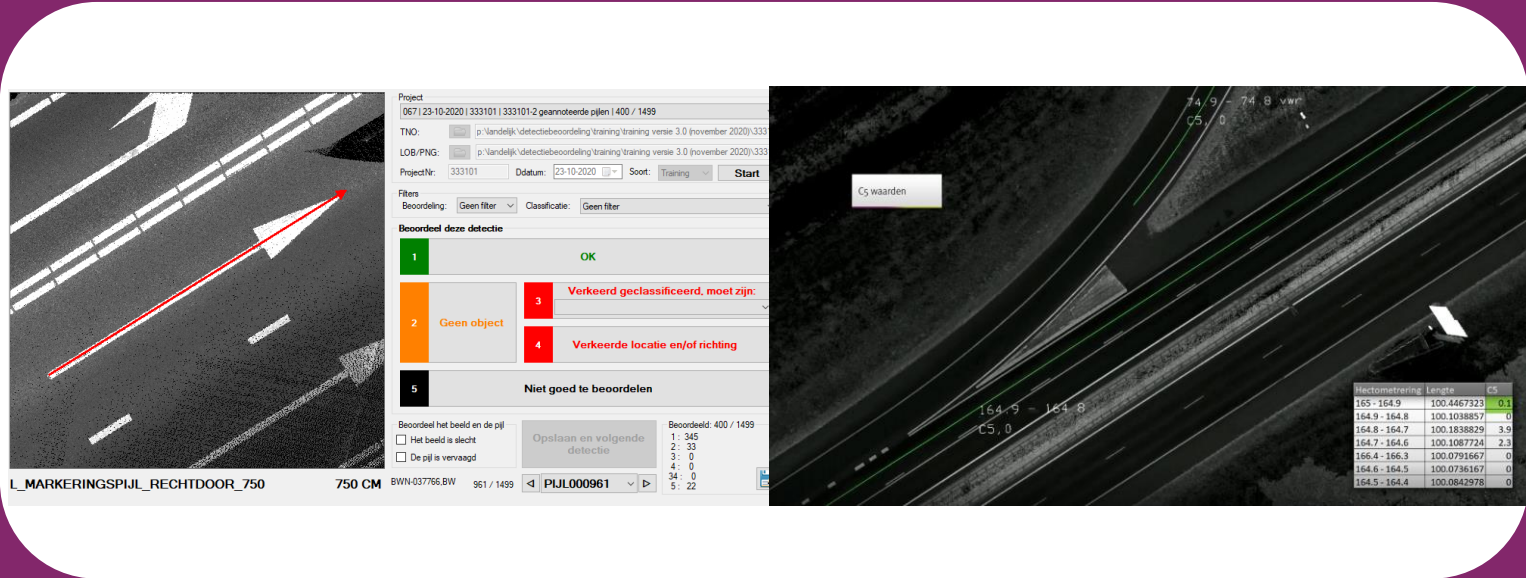 Project
067 | 23-10-2020 | 333101 | 333101-2 geannoteerde pijlen | 400 / 1499
TNO: p:\landelijk\detectiebeoordeling\training\training versie 3.0 (november 2020)\333
LOB/PNG: p:\landelijk\detectiebeoordeling\training\training versie 3.0 (november 2020)\333
ProjectNr: 333101 Ddatum: 23-10-2020 Soort: Training Start
Filters
Beoordeling: Geen filter Classificatie: Geen filter
Beoordeel deze detectie
1 OK
2 Geen object
3 Verkeerd geclassificeerd, moet zijn:
4 Verkeerde locatie en/of richting
5 Niet goed te beoordelen
Beoordeel het beeld en de pijl
Het beeld is slecht
De pijl is vervaagd
Opslaan en volgende
detectie
Beoordeeld: 400 / 1499
1 : 345
2 : 33
3 : 0
4 : 0
34 : 0
5 : 22
L_MARKERINGSPIJL_RECHTDOOR_750 750 CM
BWN-037766.BW 961 / 1499 PIJL000961
74.9 - 74.8 vwr
C5, 0
C5 waarden
164.9 - 164.8
C5,0
Hectometrering Lengte C5
165 - 164.9 100.4467323 0.1
164.9 - 164.8 100.1038857 0
164.8 - 164.7 100.1838829 3.9
164.7 - 164.6 100.1087724 2.3
166.4 - 164.3 100.0791667 0
164.6 - 164.5 100.0736167 0
164.5 - 164.4 100.0842978 0